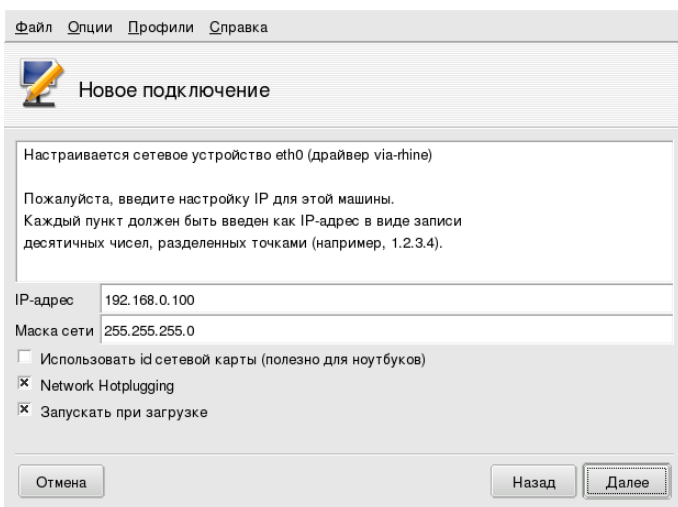 Файл Опции Профили Справка
Новое подключение
Настраивается сетевое устройство eth0 (драйвер via-rhine)
Пожалуйста, введите настройку IP для этой машины.
Каждый пункт должен быть введен как IP-адрес в виде записи
десятичных чисел, разделенных точками (например, 1.2.3.4).
IP-адрес 192.168.0.100
Маска сети 255.255.255.0
Использовать id сетевой карты (полезно для ноутбуков)
Network Hotplugging
Запускать при загрузке
Отмена Назад Далее